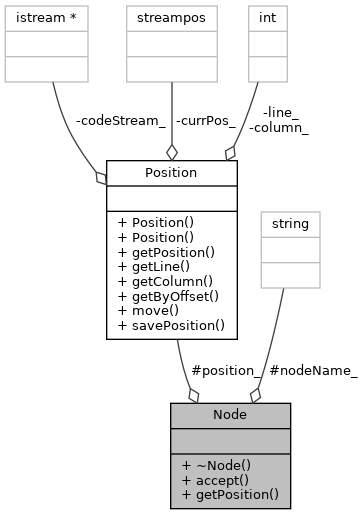 istream *
streampos
int
-codeStream_
-currPos_
-line_
-column_
Position
+ Position()
+ Position()
+ getPosition()
+ getLine()
+ getColumn()
+ getByOffset()
+ move()
+ savePosition()
string
#position_
#nodeName_
Node
+ ~Node()
+ accept()
+ getPosition()